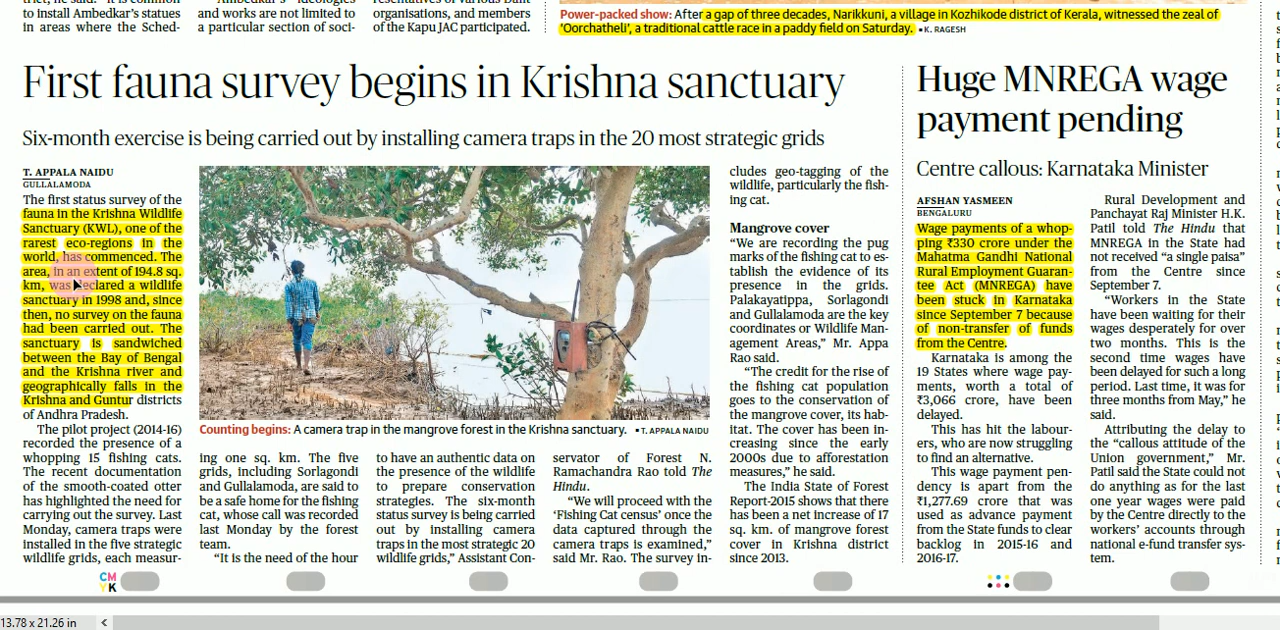 trict, he said. "It is common
to install Ambedkar's statues
in areas where the Sched-
"Ambedkar's ideologies
and works are not limited to
a particular section of soci-
resentatives of various Dalit
organisations, and members
of the Kapu JAC participated.
Power-packed show: After a gap of three decades, Narikkuni, a village in Kozhikode district of Kerala, witnessed the zeal of
'Oorchatheli', a traditional cattle race in a paddy field on Saturday. • K. RAGESH
First fauna survey begins in Krishna sanctuary
Six-month exercise is being carried out by installing camera traps in the 20 most strategic grids
T. APPALA NAIDU
GULLALAMODA
The first status survey of the
fauna in the Krishna Wildlife
Sanctuary (KWL), one of the
rarest eco-regions in the
world, has commenced. The
area, in an extent of 194.8 sq.
km, was declared a wildlife
sanctuary in 1998 and, since
then, no survey on the fauna
had been carried out. The
sanctuary is sandwiched
between the Bay of Bengal
and the Krishna river and
geographically falls in the
Krishna and Guntur districts
of Andhra Pradesh.
The pilot project (2014-16)
recorded the presence of a
whopping 15 fishing cats.
The recent documentation
of the smooth-coated otter
has highlighted the need for
carrying out the survey. Last
Monday, camera traps were
installed in the five strategic
wildlife grids, each measur-
Counting begins: A camera trap in the mangrove forest in the Krishna sanctuary. • T. APPALA NAIDU
ing one sq. km. The five
grids, including Sorlagondi
and Gullalamoda, are said to
be a safe home for the fishing
cat, whose call was recorded
last Monday by the forest
team.
"It is the need of the hour
to have an authentic data on
the presence of the wildlife
to prepare conservation
strategies. The six-month
status survey is being carried
out by installing camera
traps in the most strategic 20
wildlife grids," Assistant Con-
servator of Forest N.
Ramachandra Rao told The
Hindu.
"We will proceed with the
'Fishing Cat census' once the
data captured through the
camera traps is examined,"
said Mr. Rao. The survey in-
cludes geo-tagging of the
wildlife, particularly the fish-
ing cat.
Mangrove cover
"We are recording the pug
marks of the fishing cat to es-
tablish the evidence of its
presence in the grids.
Palakayatippa, Sorlagondi
and Gullalamoda are the key
coordinates or Wildlife Man-
agement Areas," Mr. Appa
Rao said.
"The credit for the rise of
the fishing cat population
goes to the conservation of
the mangrove cover, its hab-
itat. The cover has been in-
creasing since the early
2000s due to afforestation
measures," he said.
The India State of Forest
Report-2015 shows that there
has been a net increase of 17
sq. km. of mangrove forest
cover in Krishna district
since 2013.
Huge MNREGA wage
payment pending
Centre callous: Karnataka Minister
AFSHAN YASMEEN
BENGALURU
Wage payments of a whop-
ping ₹330 crore under the
Mahatma Gandhi National
Rural Employment Guaran-
tee Act (MNREGA) have
been stuck in Karnataka
since September 7 because
of non-transfer of funds
from the Centre.
Karnataka is among the
19 States where wage pay-
ments, worth a total of
₹3,066 crore, have been
delayed.
This has hit the labour-
ers, who are now struggling
to find an alternative.
This wage payment pen-
dency is apart from the
₹1,277.69 crore that was
used as advance payment
from the State funds to clear
backlog in 2015-16 and
2016-17.
Rural Development and
Panchayat Raj Minister H.K.
Patil told The Hindu that
MNREGA in the State had
not received "a single paisa"
from the Centre since
September 7.
"Workers in the State
have been waiting for their
wages desperately for over
two months. This is the
second time wages have
been delayed for such a long
period. Last time, it was for
three months from May," he
said.
Attributing the delay to
the "callous attitude of the
Union government," Mr.
Patil said the State could not
do anything as for the last
one year wages were paid
by the Centre directly to the
workers' accounts through
national e-fund transfer sys-
tem.
CM
YK
13.78 x 21.26 in